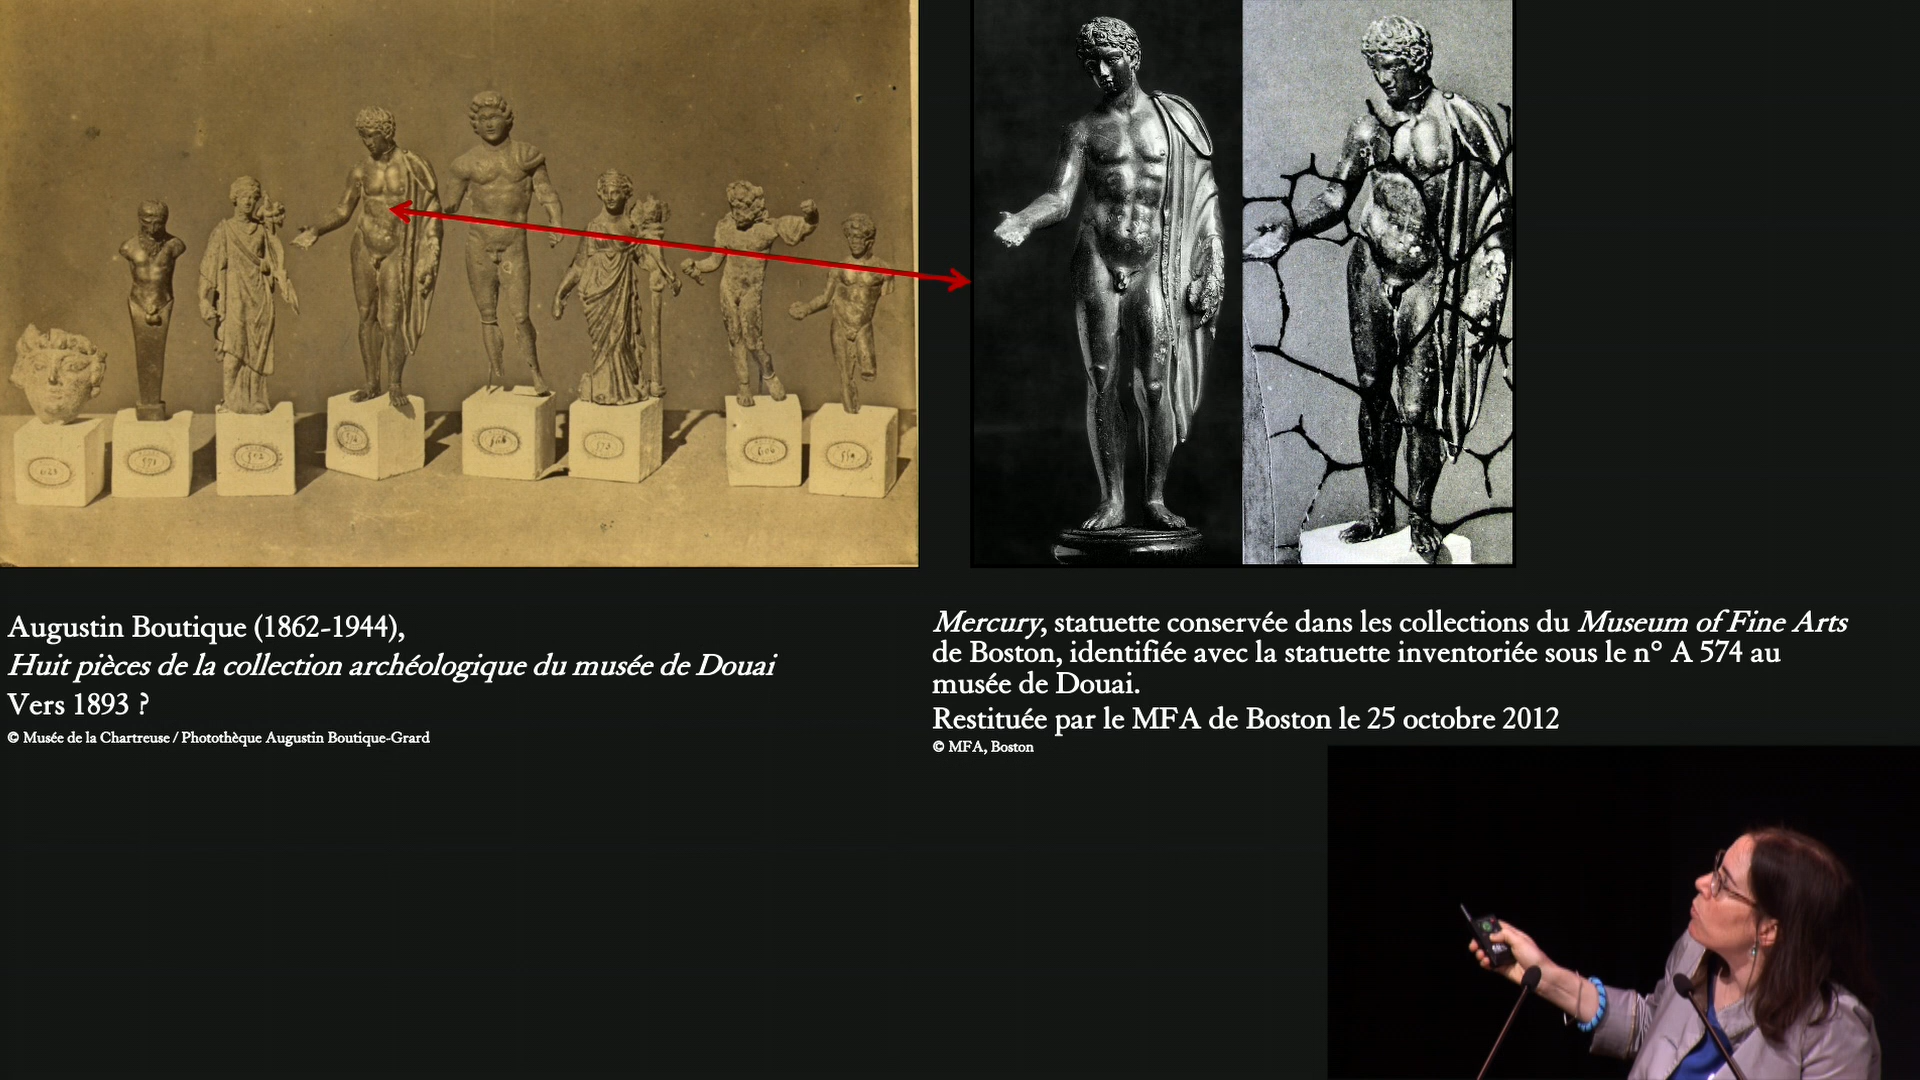 Augustin Boutique (1862-1944),
Huit pièces de la collection archéologique du musée de Douai
Vers 1893 ?
© Musée de la Chartreuse / Photothèque Augustin Boutique-Grard
Mercury, statuette conservée dans les collections du Museum of Fine Arts
de Boston, identifiée avec la statuette inventoriée sous le n° A 574 au
musée de Douai.
Restituée par le MFA de Boston le 25 octobre 2012
© MFA, Boston